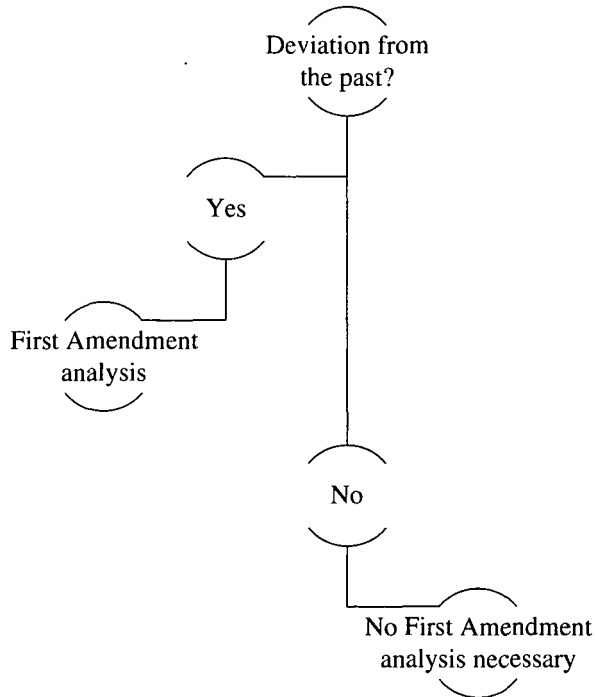 Deviation from
the past?
Yes
First Amendment
analysis
No
No First Amendment
analysis necessary